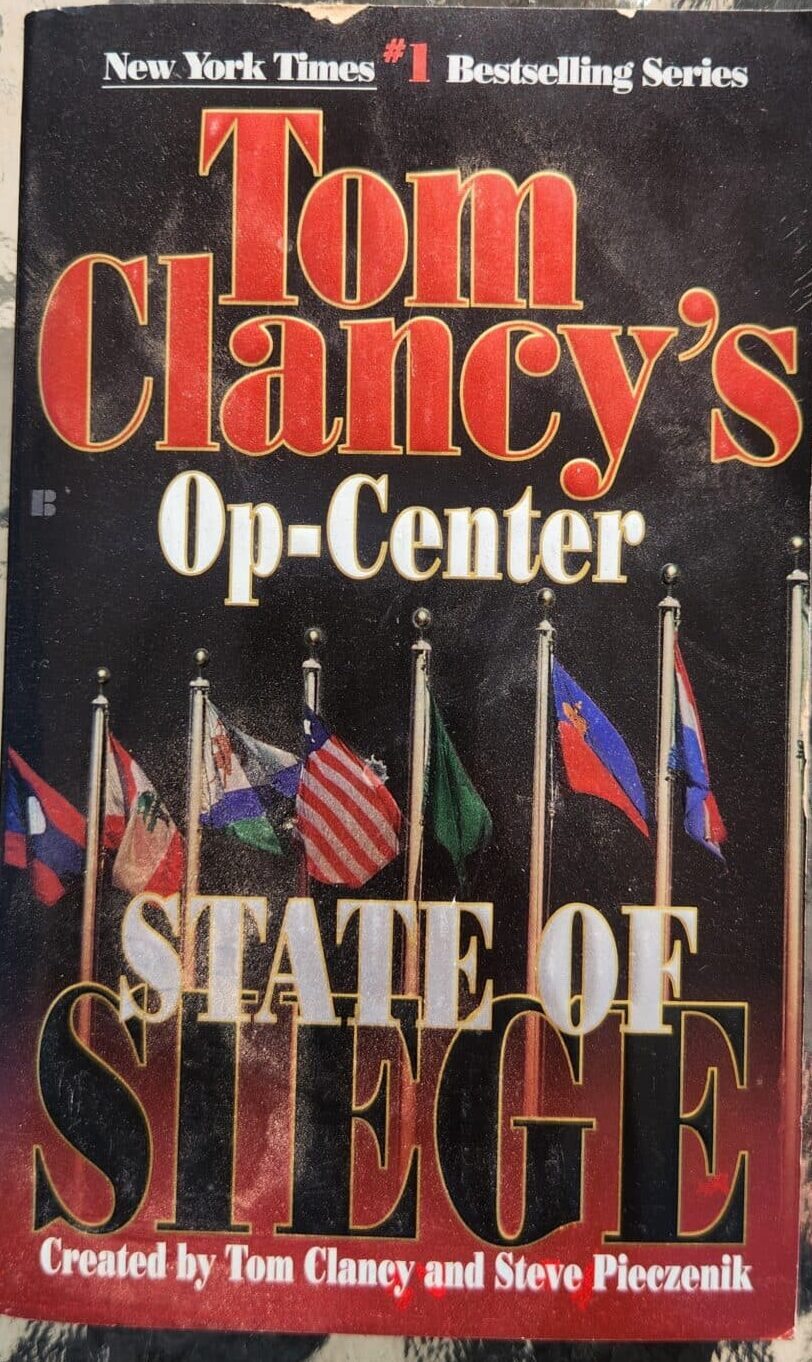 New York Times #1 Bestselling Series
Tom
Clancy's
B
Op-Center
STATE OF
SIEGE
Created by Tom Clancy and Steve Pieczenik